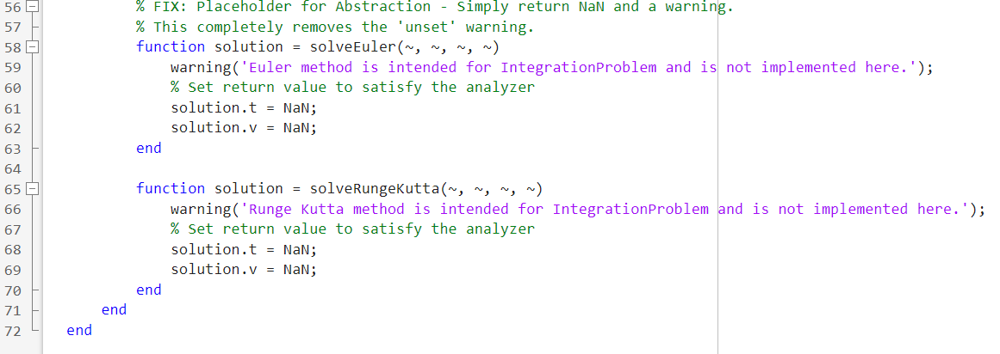 56 % FIX: Placeholder for Abstraction - Simply return NaN and a warning.
57 % This completely removes the 'unset' warning.
58 function solution = solveEuler(~, ~, ~, ~)
59 warning('Euler method is intended for IntegrationProblem and is not implemented here.');
60 % Set return value to satisfy the analyzer
61 solution.t = NaN;
62 solution.v = NaN;
63 end
64
65 function solution = solveRungeKutta(~, ~, ~, ~)
66 warning('Runge Kutta method is intended for IntegrationProblem and is not implemented here.');
67 % Set return value to satisfy the analyzer
68 solution.t = NaN;
69 solution.v = NaN;
70 end
71 end
72 end